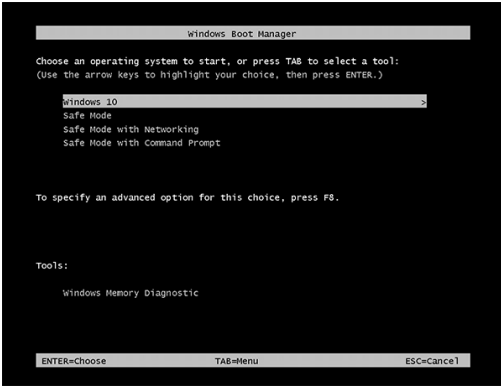 Windows Boot Manager
Choose an operating system to start, or press TAB to select a tool:
(Use the arrow keys to highlight your choice, then press ENTER.)
Windows 10 >
Safe Mode
Safe Mode with Networking
Safe Mode with Command Prompt
To specify an advanced option for this choice, press F8.
Tools:
Windows Memory Diagnostic
ENTER=Choose TAB=Menu ESC=Cancel